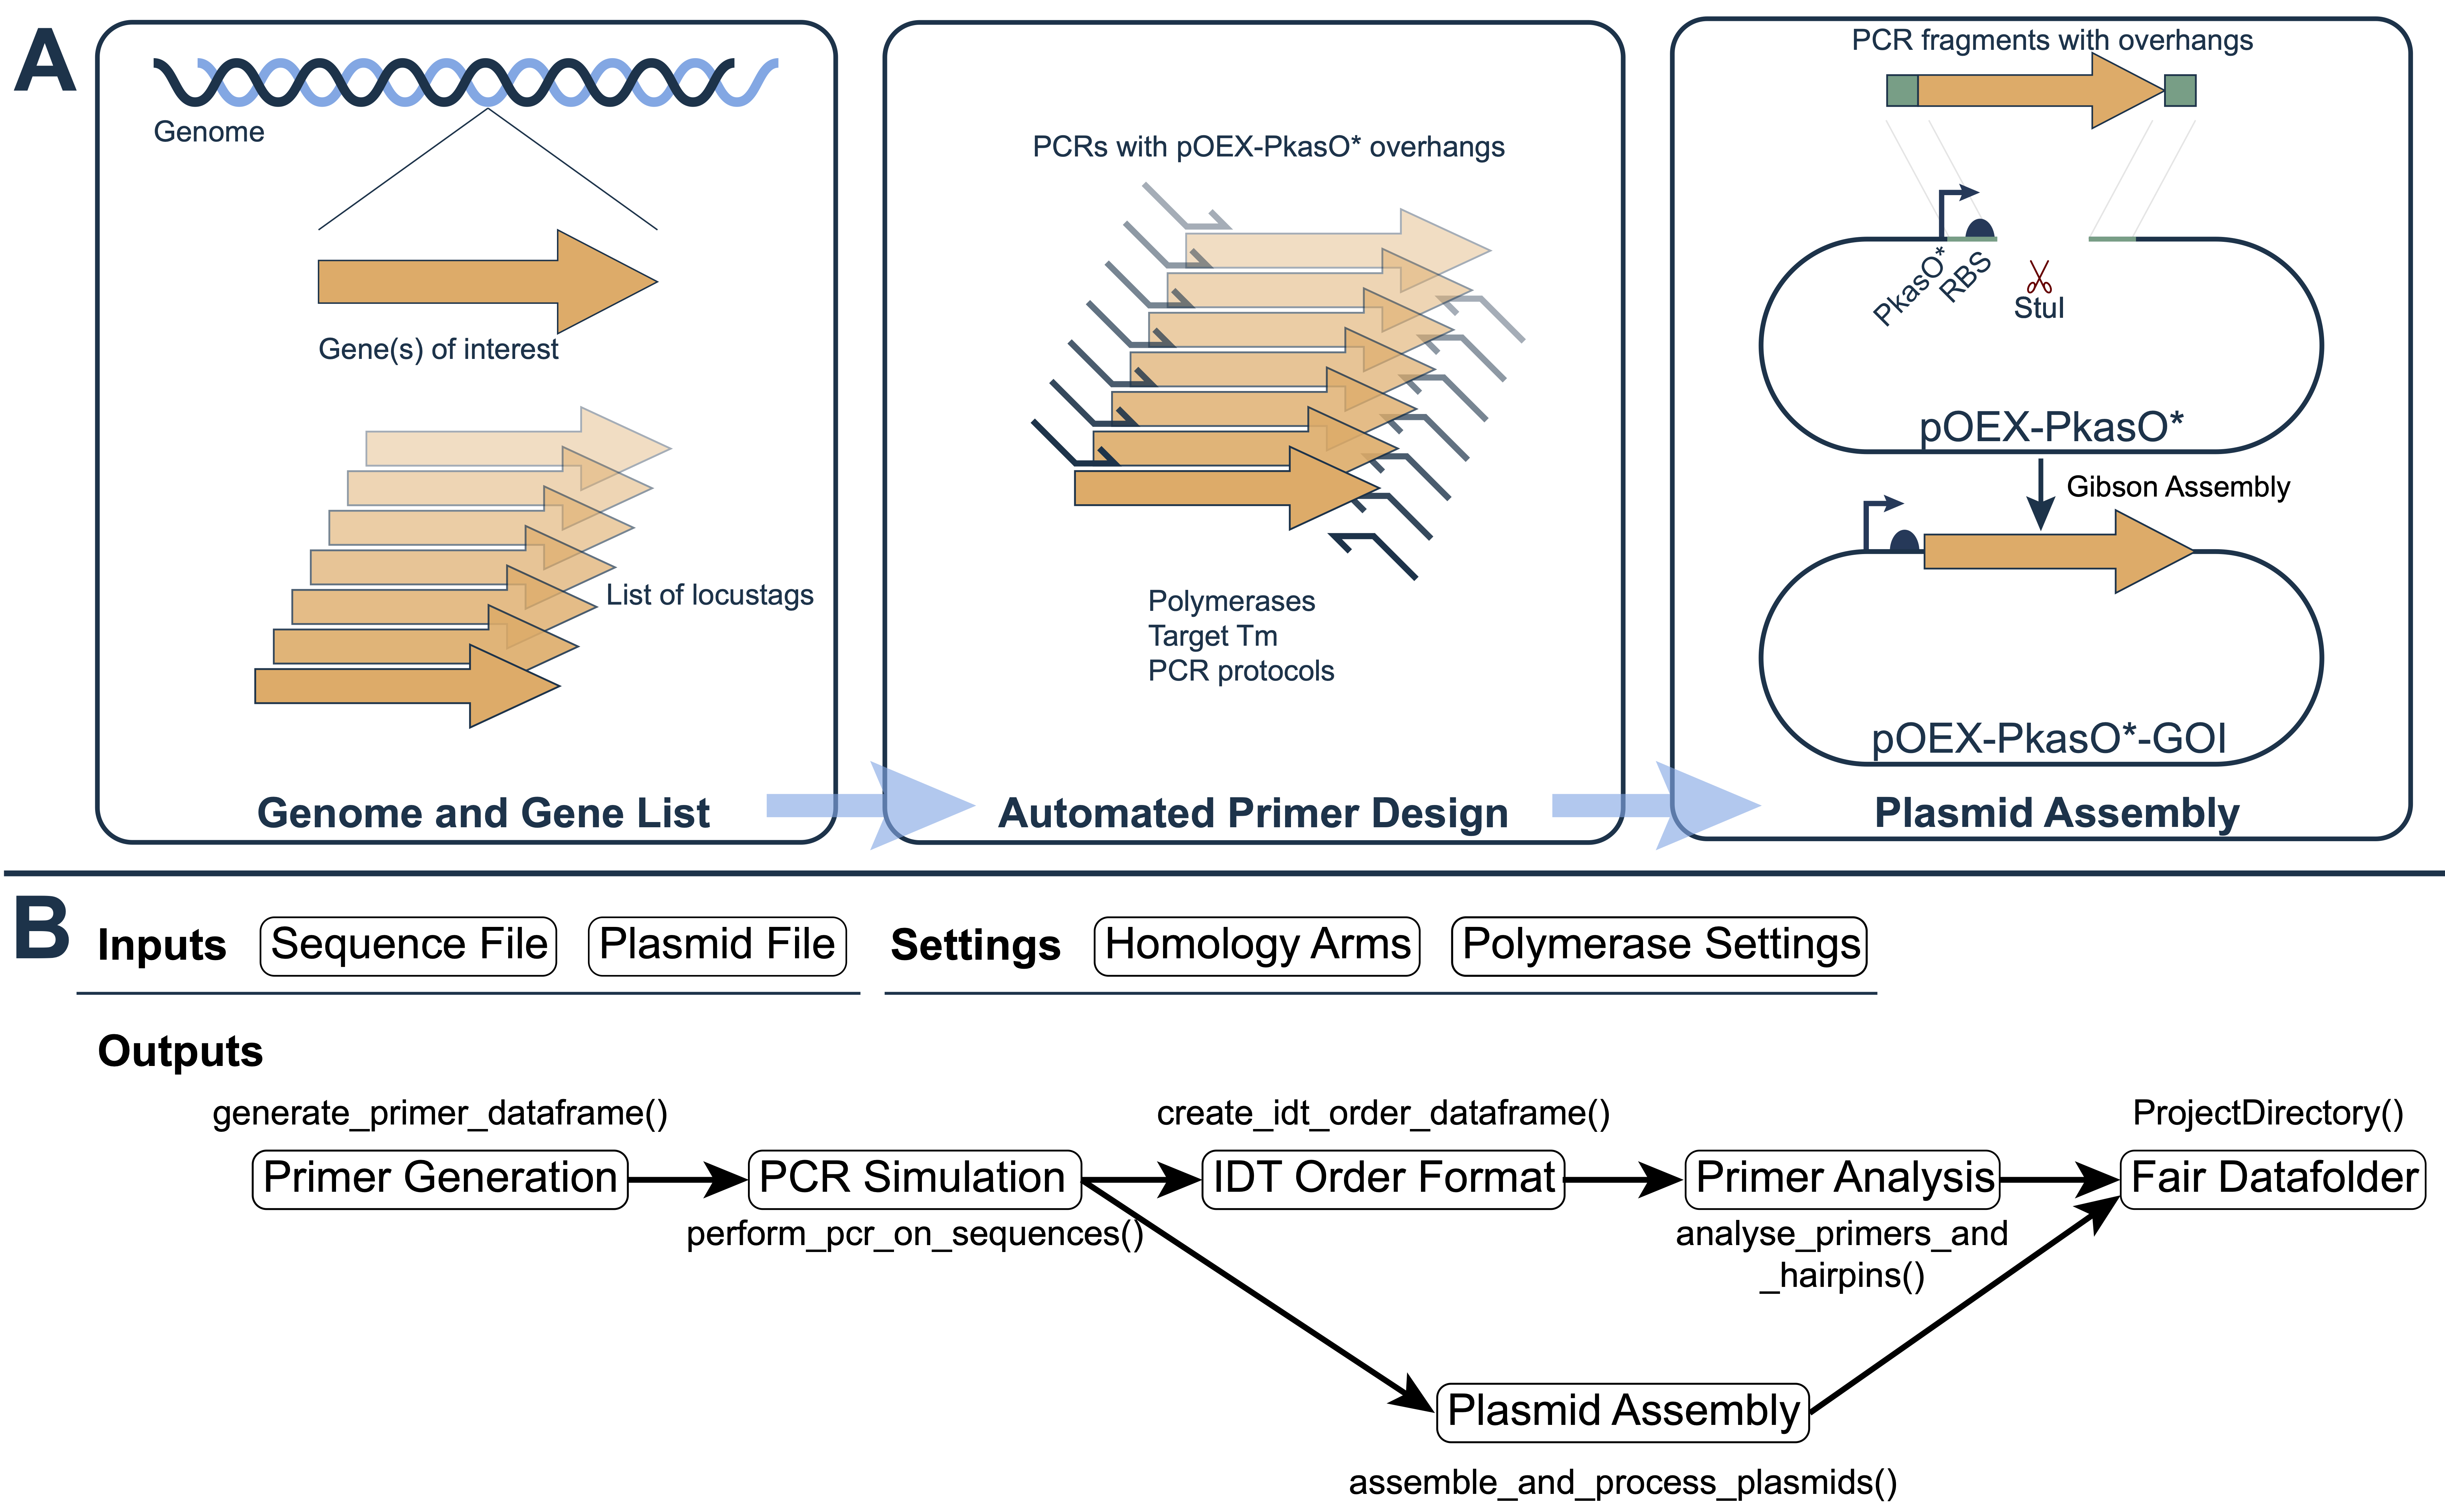 A
Genome
Gene(s) of interest
List of locustags
Genome and Gene List
PCRs with pOEX-PkasO* overhangs
Polymerases
Target Tm
PCR protocols
Automated Primer Design
PCR fragments with overhangs
PkasO*
RBS
StuI
pOEX-PkasO*
Gibson Assembly
pOEX-PkasO*-GOI
Plasmid Assembly
B
Inputs
Sequence File
Plasmid File
Settings
Homology Arms
Polymerase Settings
Outputs
generate_primer_dataframe()
Primer Generation
PCR Simulation
perform_pcr_on_sequences()
create_idt_order_dataframe()
IDT Order Format
Primer Analysis
analyse_primers_and
_hairpins()
ProjectDirectory()
Fair Datafolder
Plasmid Assembly
assemble_and_process_plasmids()